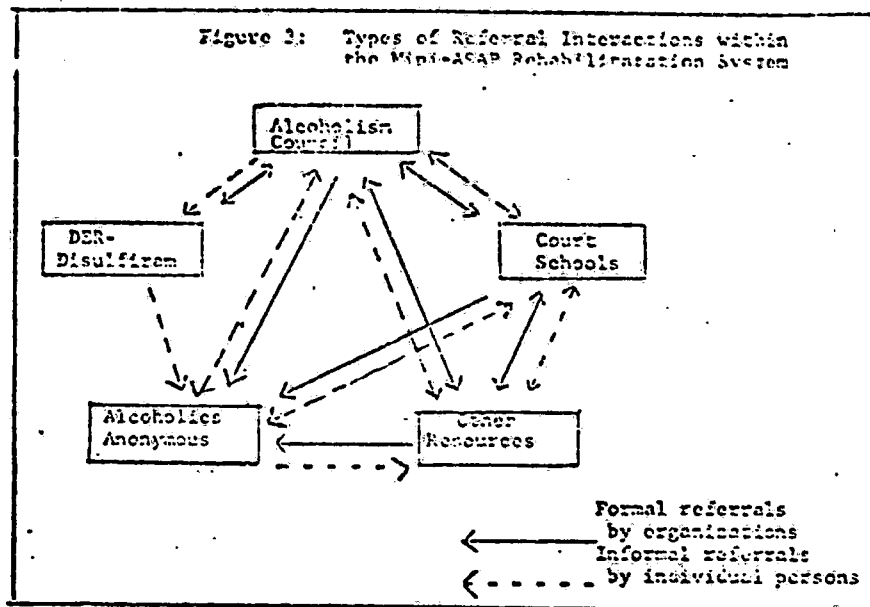 Figure 3: Types of Referral Interactions within
the Mini-ASAP Rehabilitation System
Alcoholism
Council
DER-
Disulfiram
Court
Schools
Alcoholics
Anonymous
Other
Resources
Formal referrals
by organizations
Informal referrals
by individual persons